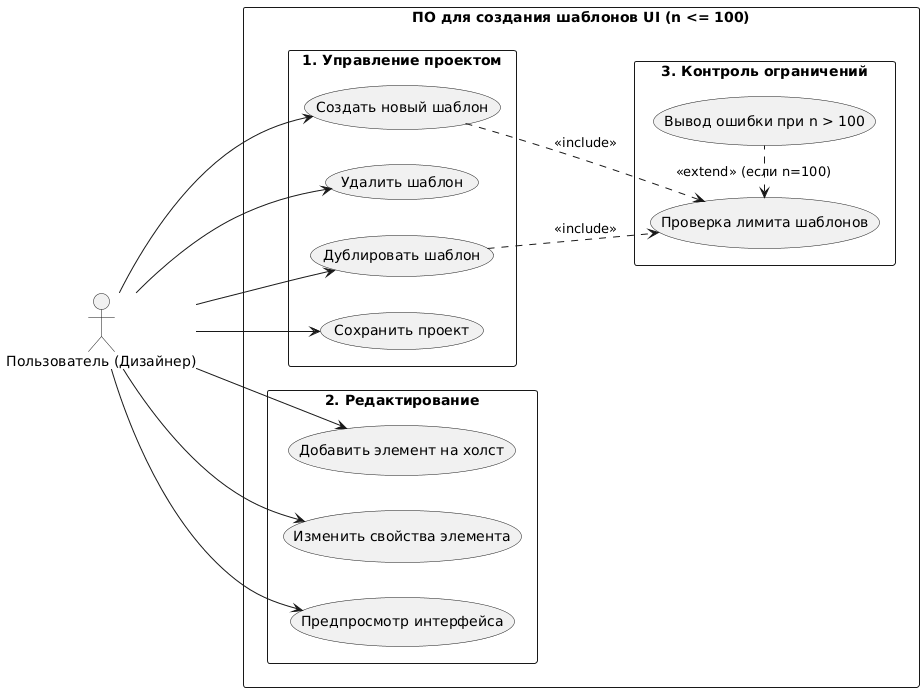 ПО для создания шаблонов UI (n <= 100)
1. Управление проектом
Создать новый шаблон
Удалить шаблон
Дублировать шаблон
Сохранить проект
3. Контроль ограничений
Вывод ошибки при n > 100
«extend» (если n=100)
Проверка лимита шаблонов
«include»
«include»
Пользователь (Дизайнер)
2. Редактирование
Добавить элемент на холст
Изменить свойства элемента
Предпросмотр интерфейса